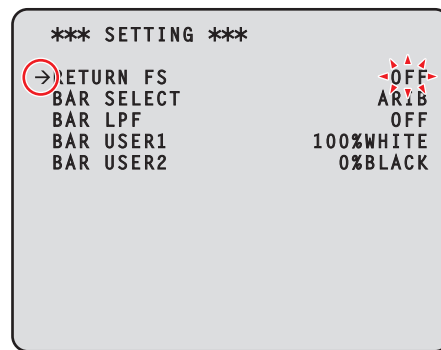 *** SETTING ***
→RETURN FS OFF
BAR SELECT ARIB
BAR LPF OFF
BAR USER1 100%WHITE
BAR USER2 0%BLACK